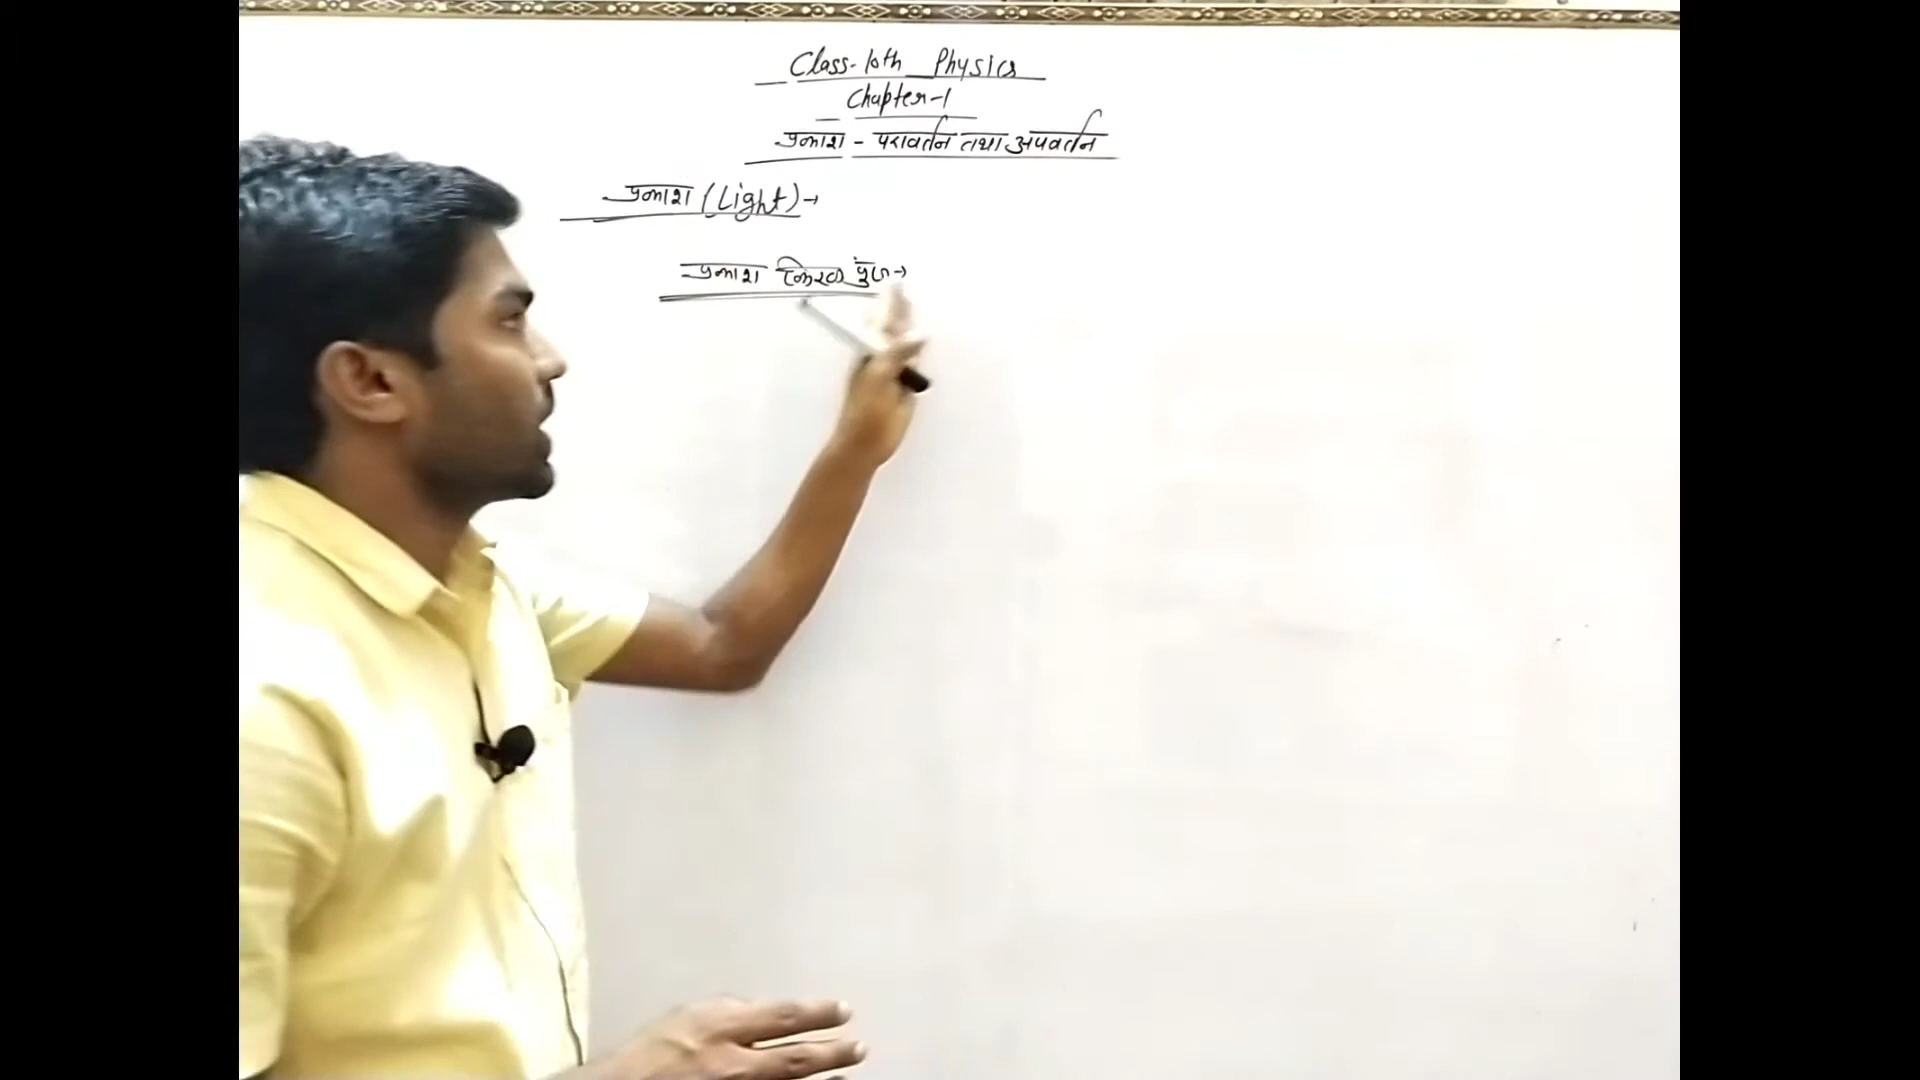 Class-10th Physics
Chapter-1
प्रकाश - परावर्तन तथा अपवर्तन
प्रकाश (Light)→
प्रकाश किरण पुंज→